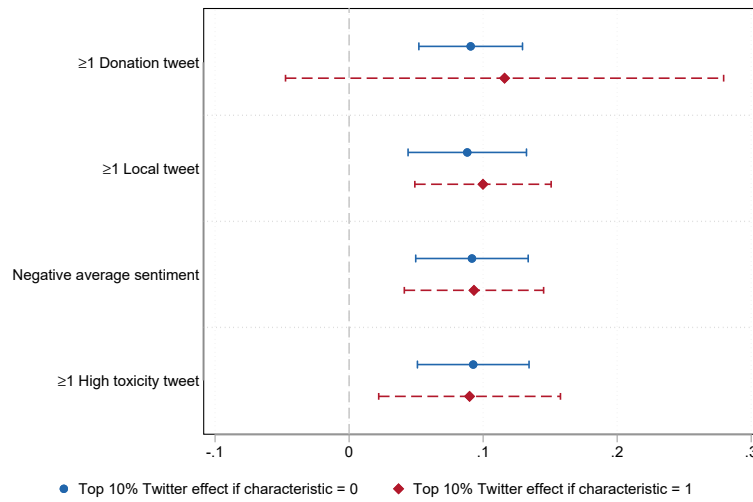 ≥1 Donation tweet
≥1 Local tweet
Negative average sentiment
≥1 High toxicity tweet
-.1 0 .1 .2 .3
Top 10% Twitter effect if characteristic = 0 Top 10% Twitter effect if characteristic = 1